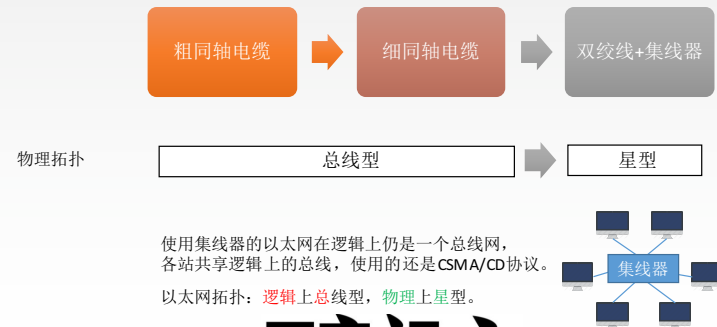 粗同轴电缆
细同轴电缆
双绞线+集线器
物理拓扑
总线型
星型
使用集线器的以太网在逻辑上仍是一个总线网，
各站共享逻辑上的总线，使用的还是CSMA/CD协议。
集线器
以太网拓扑：逻辑上总线型，物理上星型。